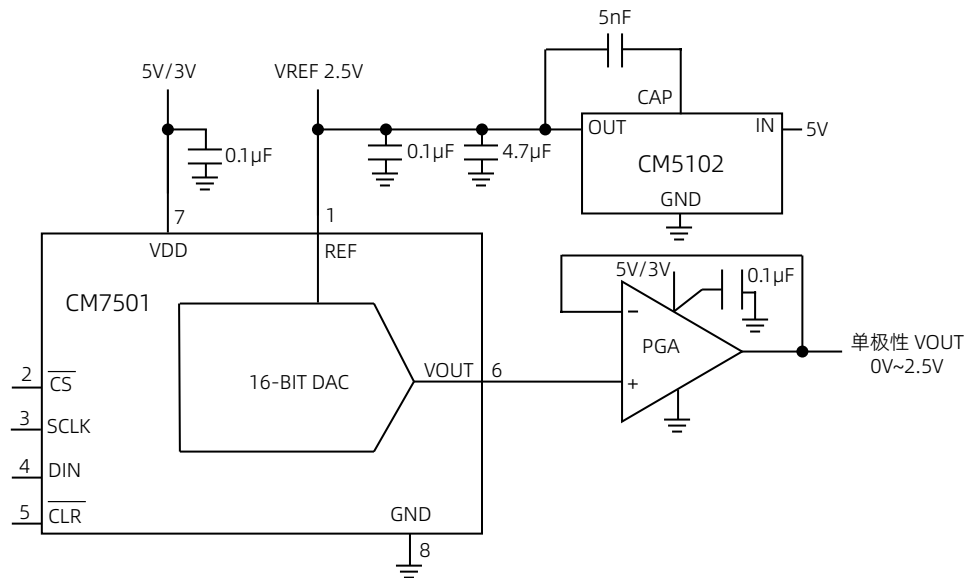 5nF
5V/3V
VREF 2.5V
CAP
OUT
IN
5V
0.1μF
0.1μF
4.7μF
CM5102
GND
7
1
VDD
REF
CM7501
5V/3V
0.1μF
PGA
−
+
单极性 VOUT
0V~2.5V
16-BIT DAC
VOUT
6
2
CS
3
SCLK
4
DIN
5
CLR
GND
8